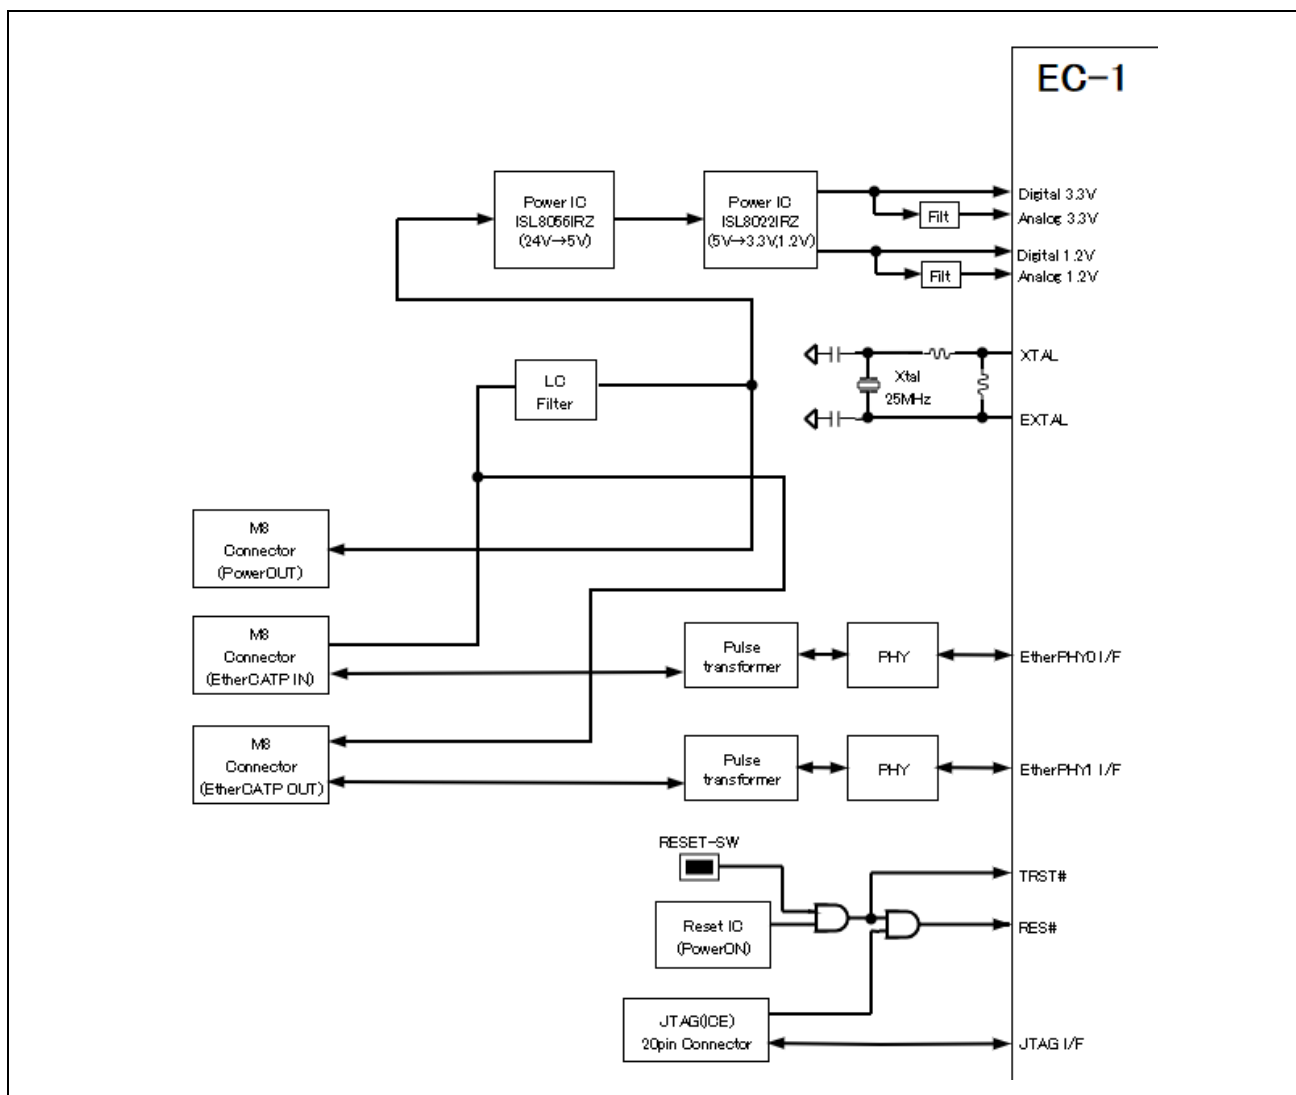 EC-1
Power IC
ISL8056IRZ
(24V→5V)
Power IC
ISL8022IRZ
(5V→3.3V,1.2V)
Digital 3.3V
Filt
Analog 3.3V
Digital 1.2V
Filt
Analog 1.2V
XTAL
Xtal
25MHz
EXTAL
LC
Filter
M8
Connector
(PowerOUT)
M8
Connector
(EtherCATP IN)
Pulse
transformer
PHY
EtherPHY0 I/F
M8
Connector
(EtherCATP OUT)
Pulse
transformer
PHY
EtherPHY1 I/F
RESET-SW
TRST#
Reset IC
(PowerON)
RES#
JTAG(ICE)
20pin Connector
JTAG I/F